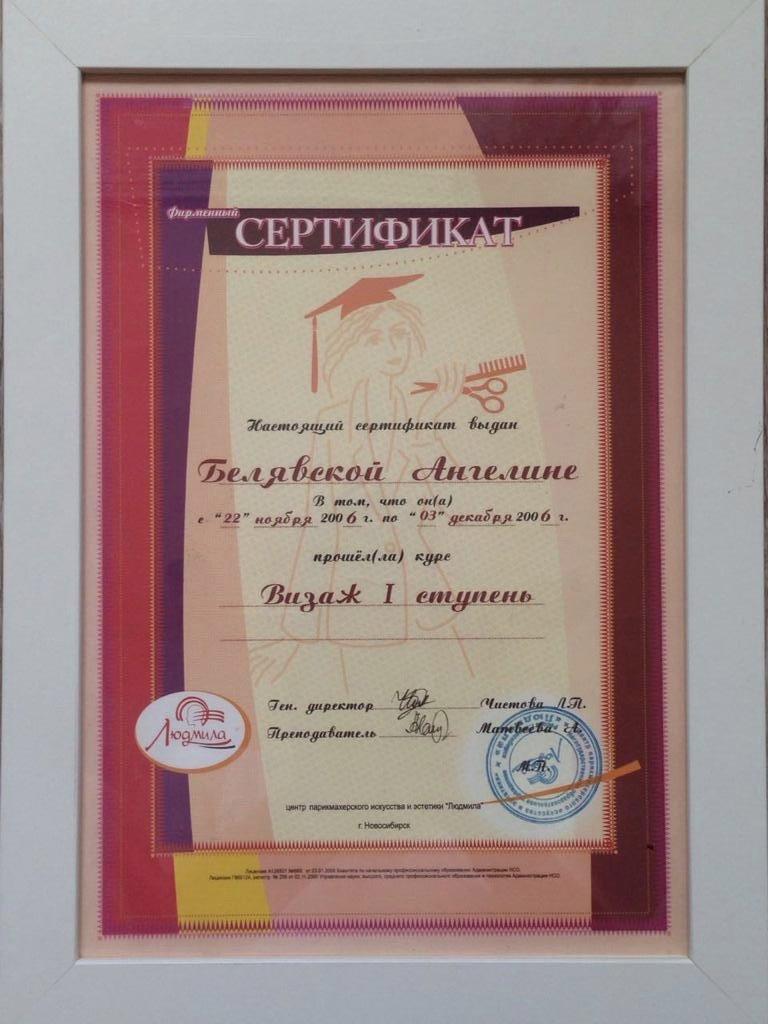 фирменный
СЕРТИФИКАТ
Настоящий сертификат выдан
Белявской Ангелине
В том, что он(а)
с "22" ноября 2006 г. по "03" декабря 2006 г.
прошёл(ла) курс
Визаж I ступень
Ген. директор Чистова Л.П.
Преподаватель Матвеева А.
М.П.
Людмила
центр парикмахерского искусства и эстетики "Людмила"
г. Новосибирск